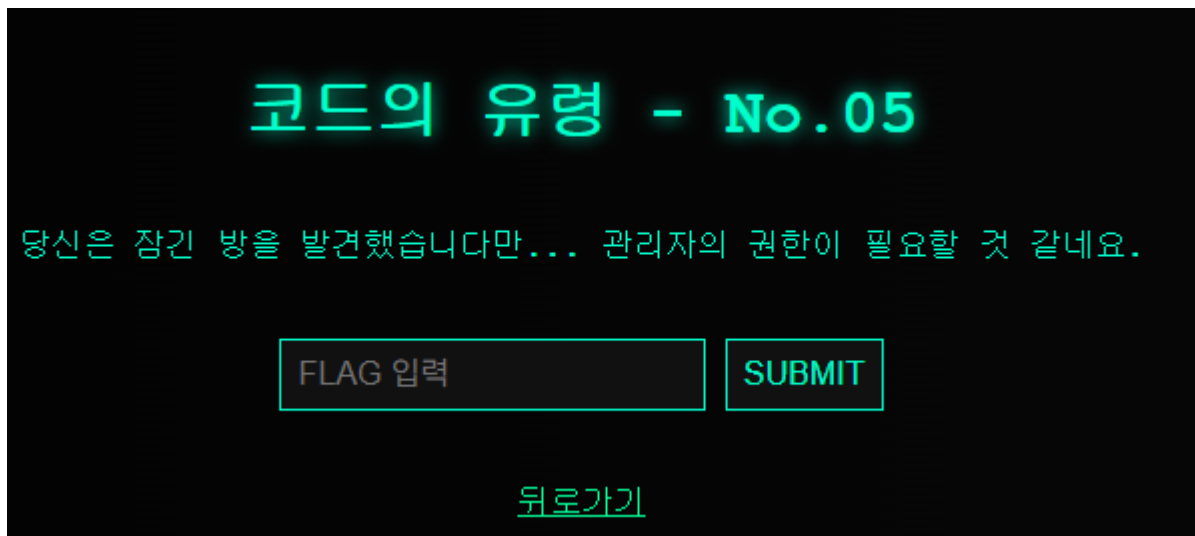 코드의 유령 - No.05
당신은 잠긴 방을 발견했습니다만... 관리자의 권한이 필요할 것 같네요.
FLAG 입력
SUBMIT
뒤로가기